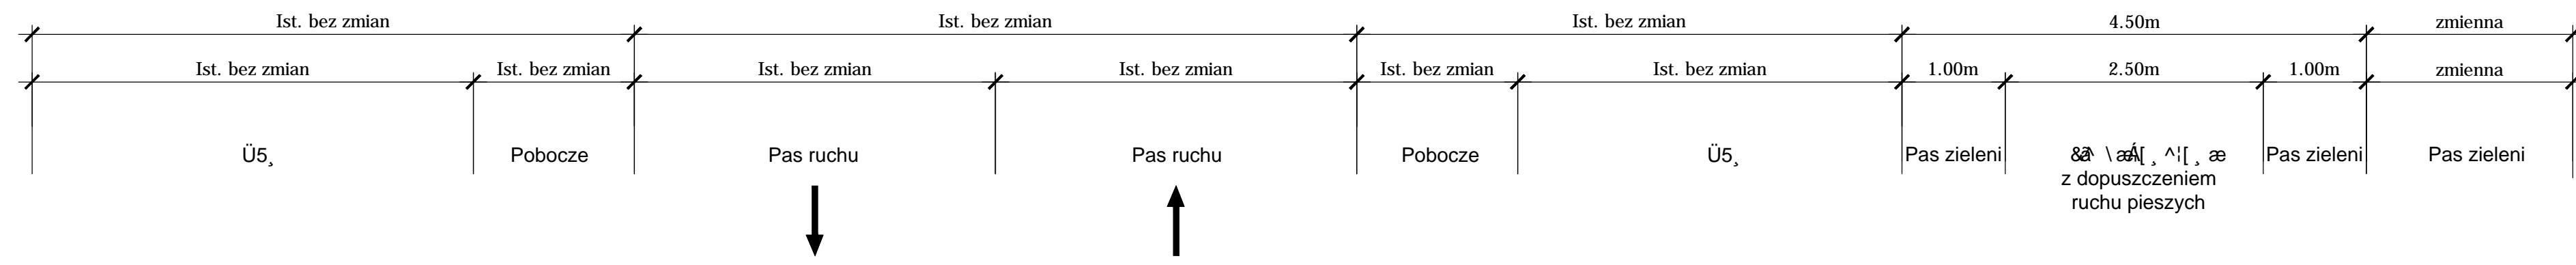 Ist. bez zmian Ist. bez zmian Ist. bez zmian 4.50m zmienna
Ist. bez zmian Ist. bez zmian Ist. bez zmian Ist. bez zmian Ist. bez zmian Ist. bez zmian 1.00m 2.50m 1.00m zmienna
Ü5¸ Pobocze Pas ruchu Pas ruchu Pobocze Ü5¸ Pas zieleni Pas zieleni Pas zieleni
z dopuszczeniem
ruchu pieszych